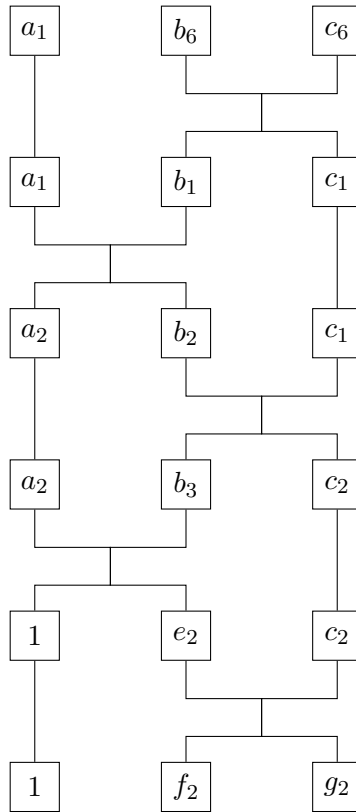 a₁ b₆ c₆
a₁ b₁ c₁
a₂ b₂ c₁
a₂ b₃ c₂
1 e₂ c₂
1 f₂ g₂